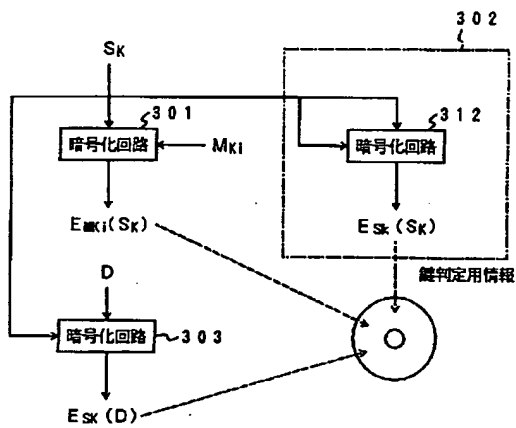 302
SK
301
312
暗号化回路
MKi
暗号化回路
EMKi(SK)
ESk(SK)
鍵判定用情報
D
暗号化回路
303
ESK(D)